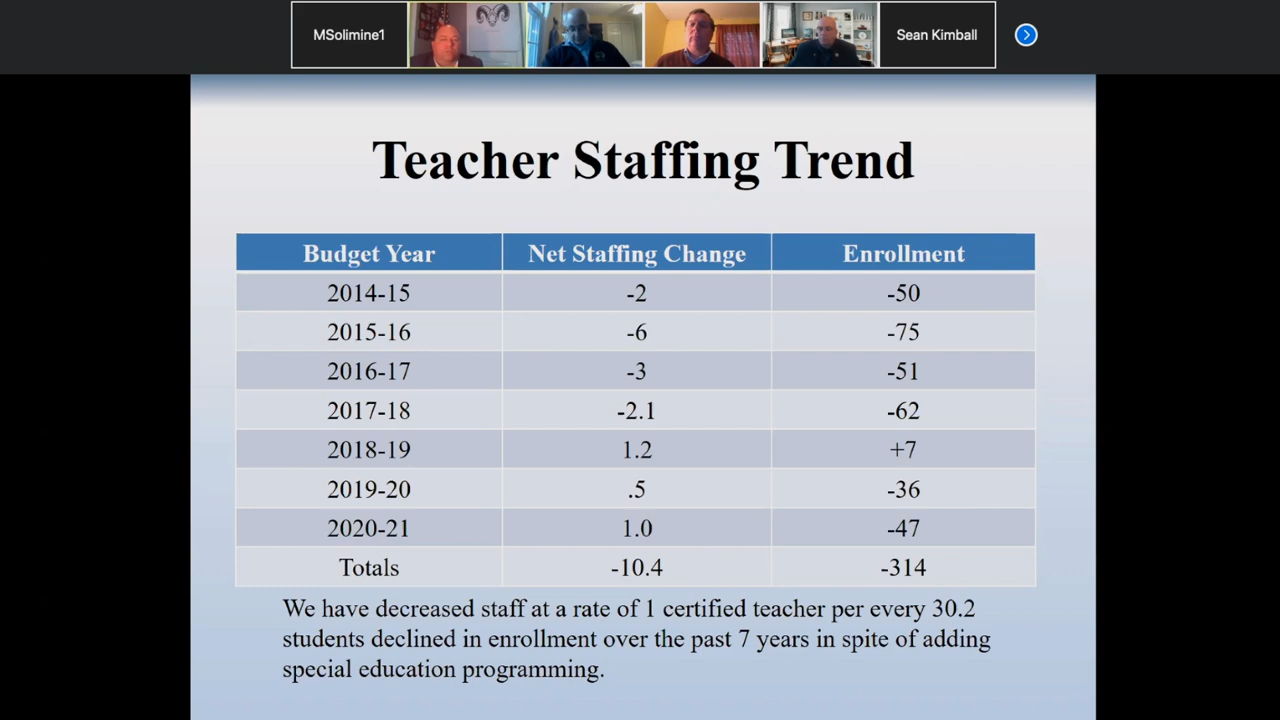 MSolimine1
Sean Kimball
Teacher Staffing Trend
Budget Year Net Staffing Change Enrollment
2014-15 -2 -50
2015-16 -6 -75
2016-17 -3 -51
2017-18 -2.1 -62
2018-19 1.2 +7
2019-20 .5 -36
2020-21 1.0 -47
Totals -10.4 -314
We have decreased staff at a rate of 1 certified teacher per every 30.2
students declined in enrollment over the past 7 years in spite of adding
special education programming.